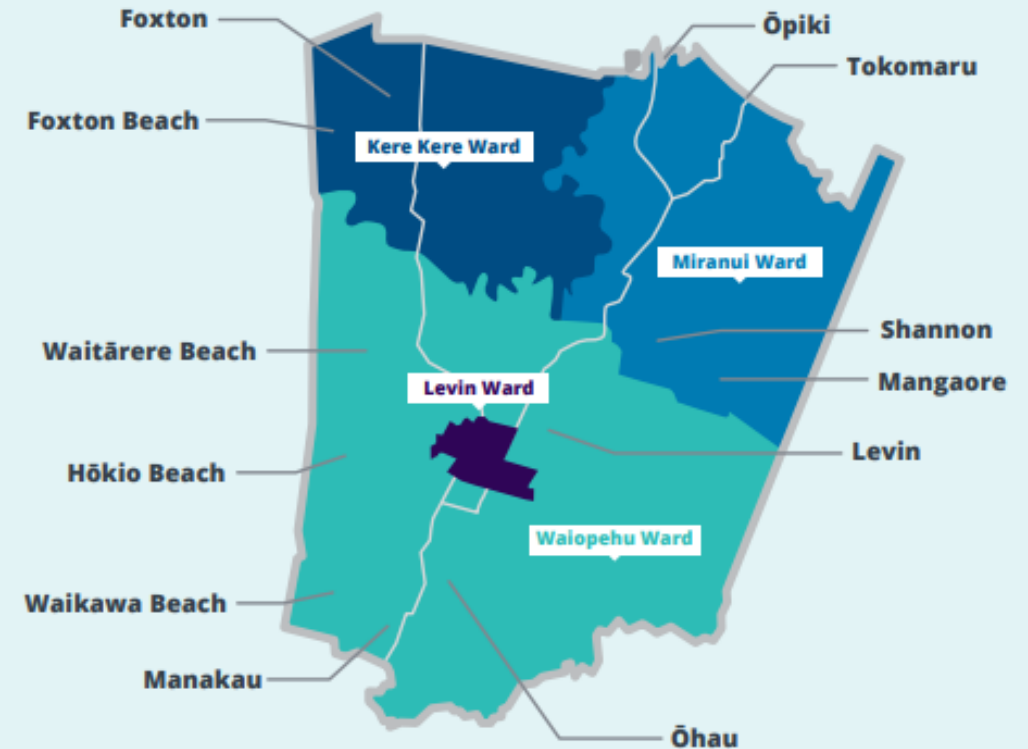 Foxton
Ōpiki
Tokomaru
Foxton Beach
Kere Kere Ward
Miranui Ward
Shannon
Waitārere Beach
Mangaore
Levin Ward
Levin
Hōkio Beach
Waiopehu Ward
Waikawa Beach
Manakau
Ōhau